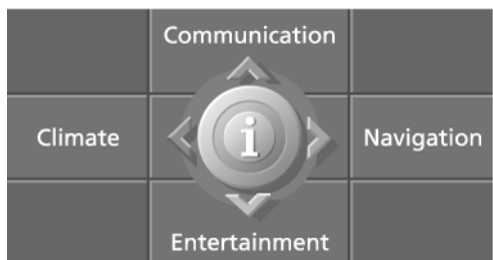 Communication
Climate
i
Navigation
Entertainment